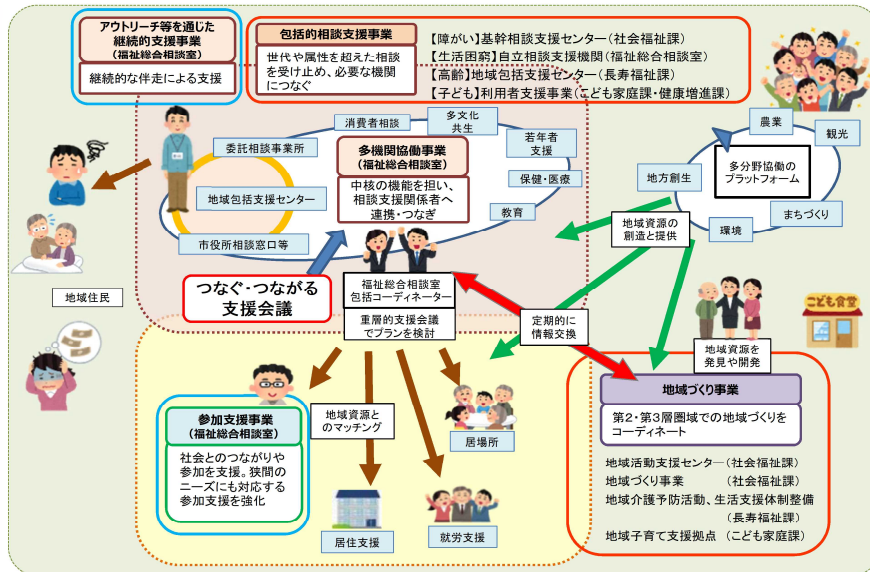 アウトリーチ等を通じた
継続的支援事業
(福祉総合相談室)
継続的な伴走による支援
包括的相談支援事業
世代や属性を超えた相談
を受け止め、必要な機関
につなぐ
【障がい】基幹相談支援センター(社会福祉課)
【生活困窮】自立相談支援機関(福祉総合相談室)
【高齢】地域包括支援センター(長寿福祉課)
【子ども】利用者支援事業(こども家庭課・健康増進課)
消費者相談
多文化
共生
若年者
支援
委託相談事業所
多機関協働事業
(福祉総合相談室)
中核の機能を担い、
相談支援関係者へ
連携・つなぎ
保健・医療
教育
地域包括支援センター
市役所相談窓口等
農業
観光
地方創生
多分野協働の
プラットフォーム
まちづくり
環境
地域資源の
創造と提供
つなぐ・つながる
支援会議
福祉総合相談室
包括コーディネーター
重層的支援会議
でプランを検討
定期的に
情報交換
地域住民
こども食堂
地域資源を
発見や開発
地域づくり事業
第2・第3層圏域での地域づくりを
コーディネート
地域活動支援センター(社会福祉課)
地域づくり事業 (社会福祉課)
地域介護予防活動、生活支援体制整備
(長寿福祉課)
地域子育て支援拠点 (こども家庭課)
参加支援事業
(福祉総合相談室)
社会とのつながりや
参加を支援。狭間の
ニーズにも対応する
参加支援を強化
地域資源と
のマッチング
居場所
居住支援
就労支援